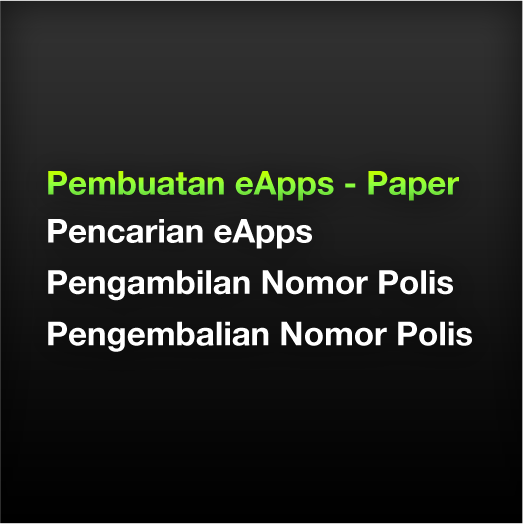 Pembuatan eApps - Paper
Pencarian eApps
Pengambilan Nomor Polis
Pengembalian Nomor Polis